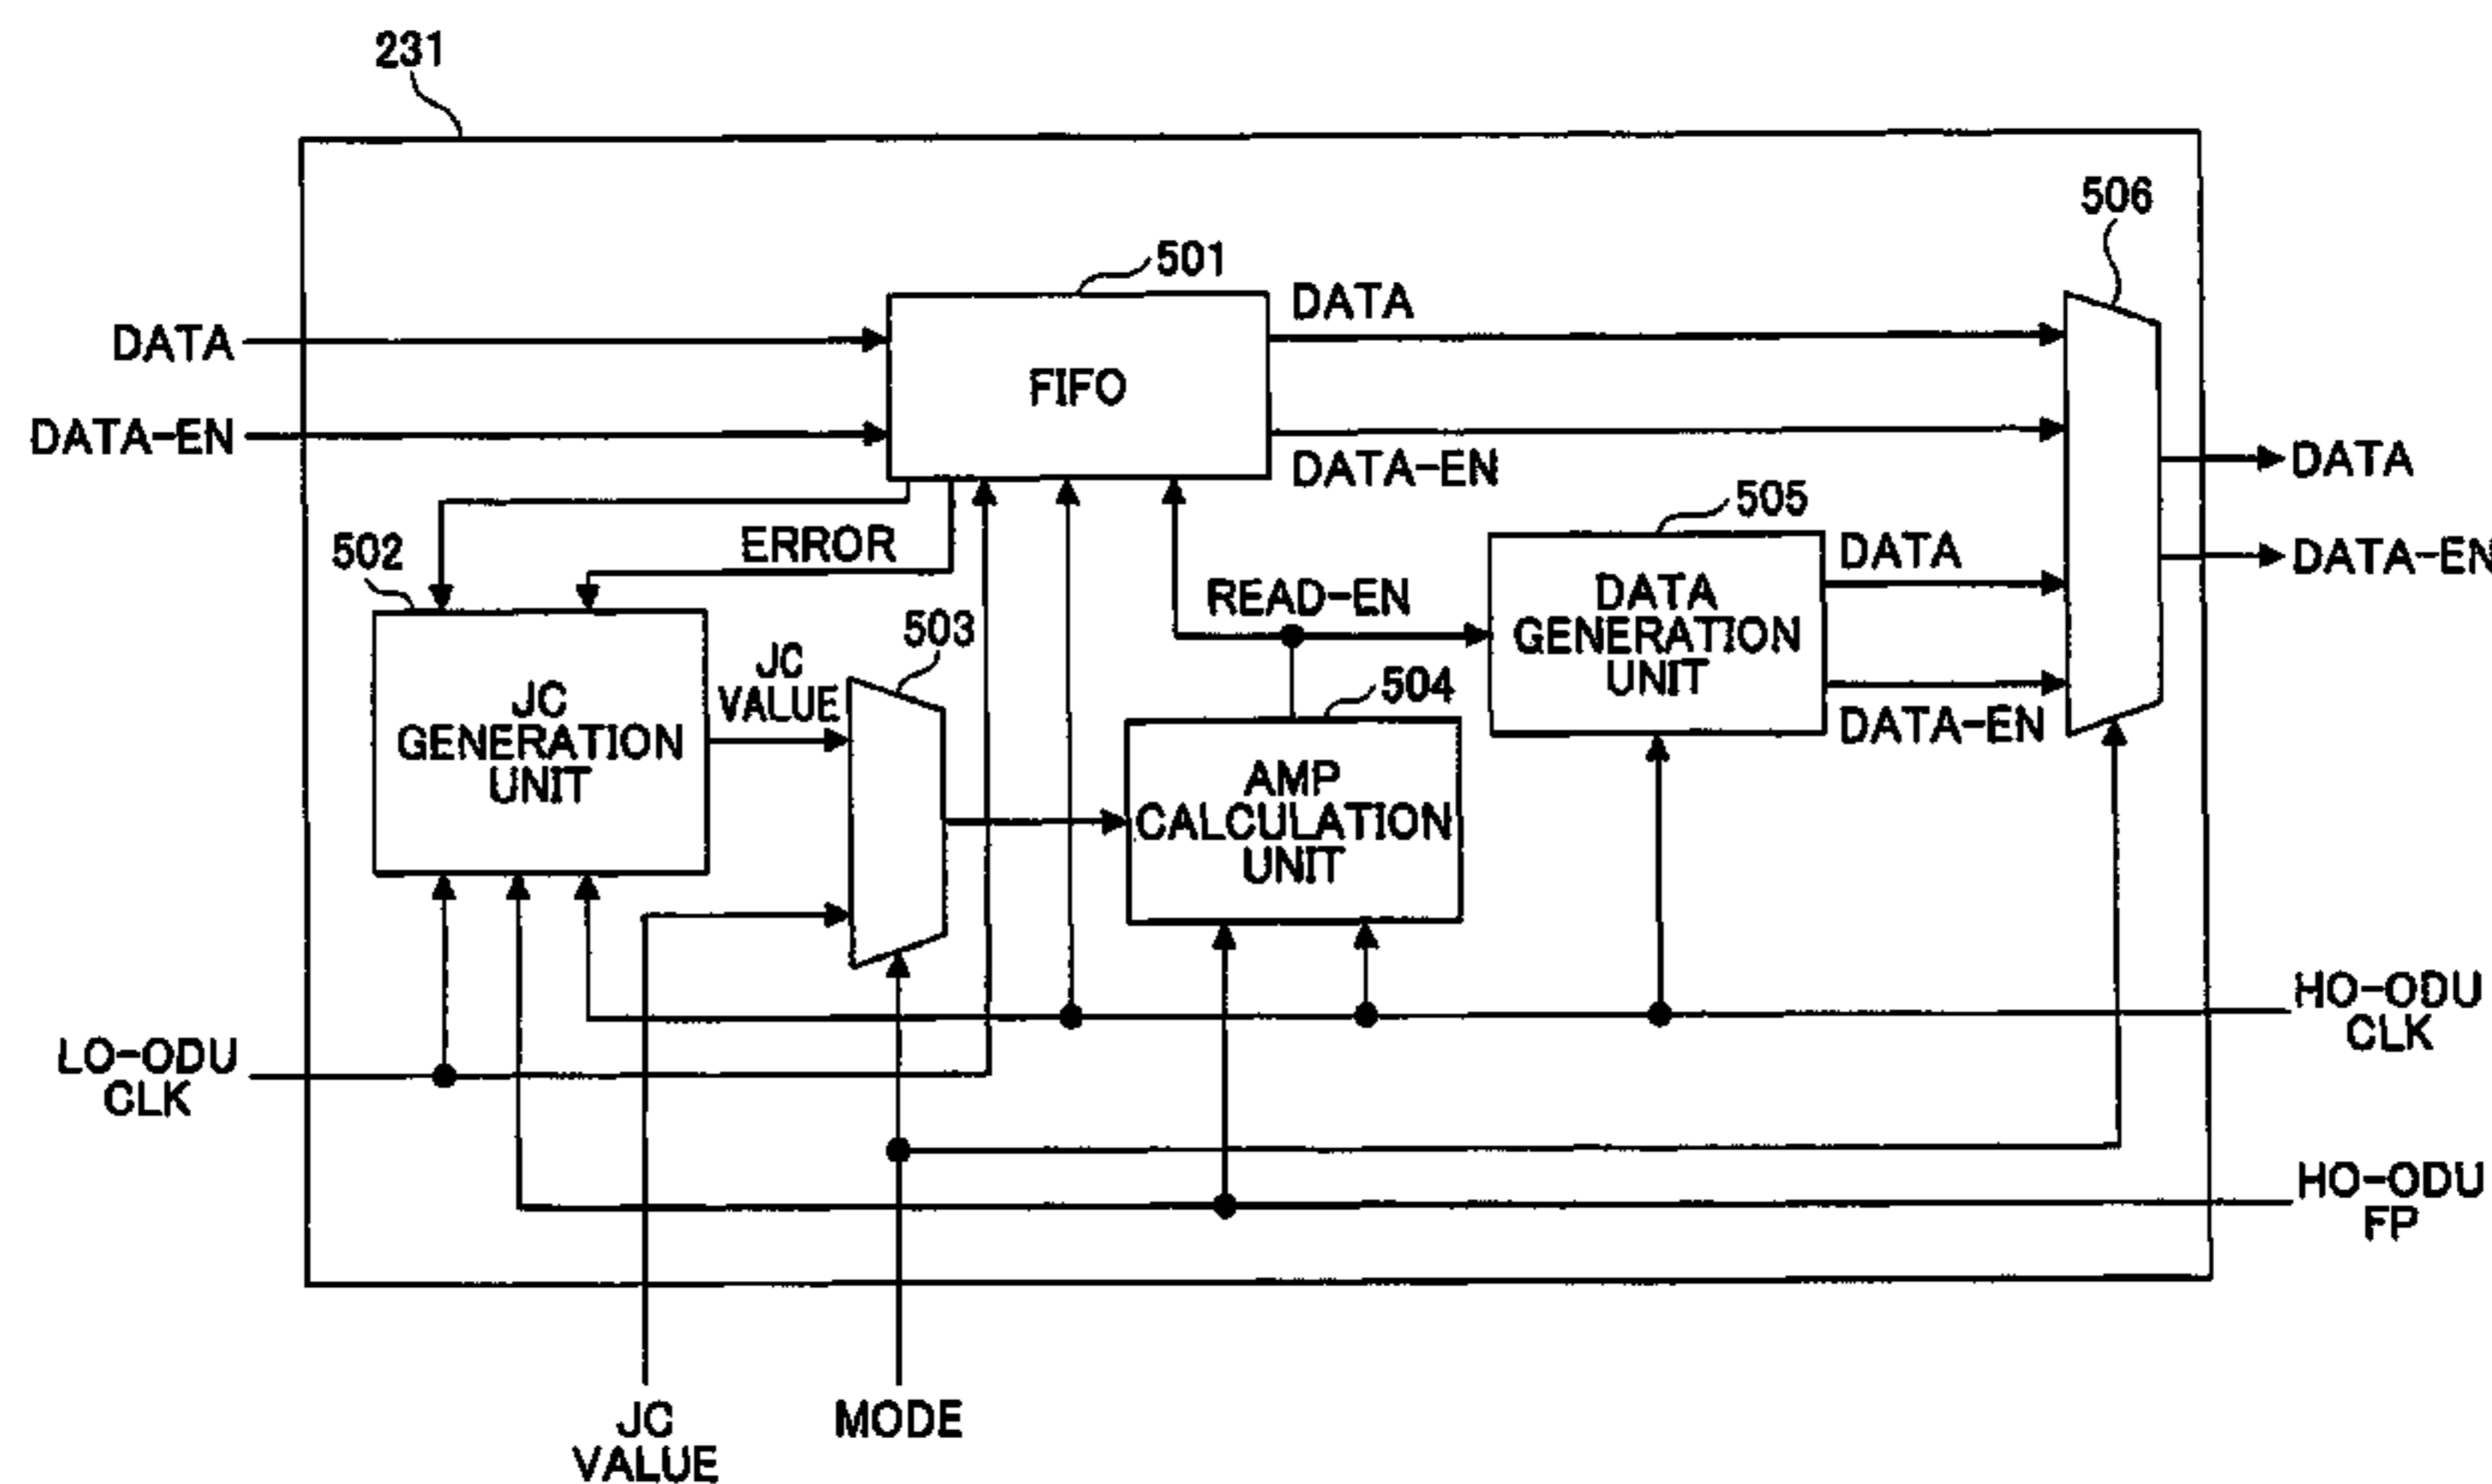 231
506
501
DATA
DATA
FIFO
DATA-EN
DATA
DATA-EN
505
DATA-EN
502
ERROR
DATA
READ-EN
DATA
GENERATION
UNIT
503
JC
VALUE
504
JC
GENERATION
UNIT
DATA-EN
AMP
CALCULATION
UNIT
HO-ODU
CLK
LO-ODU
CLK
HO-ODU
FP
JC
VALUE
MODE